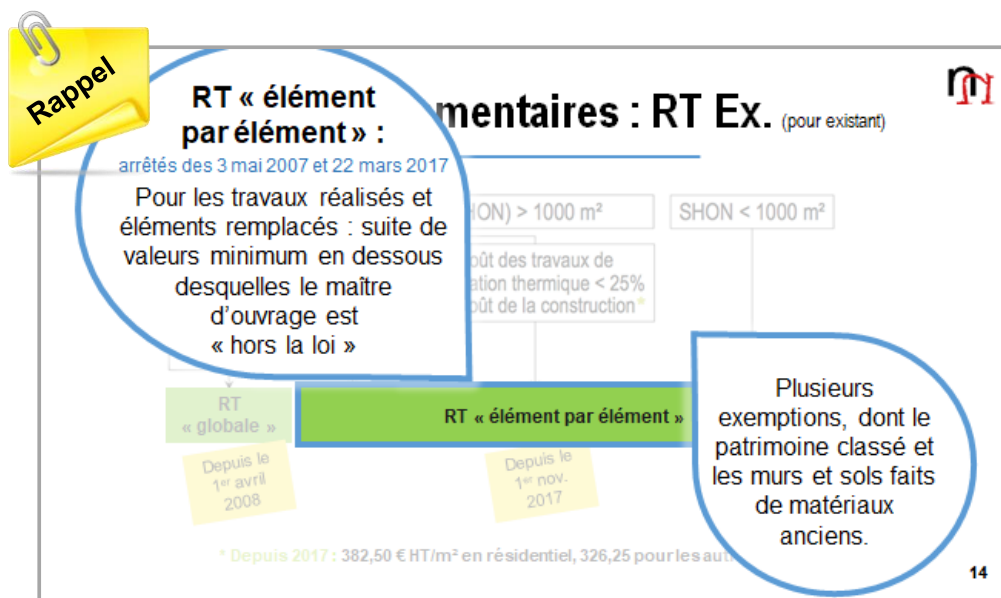 Rappel
RT « élément
par élément » :
arrêtés des 3 mai 2007 et 22 mars 2017
Pour les travaux réalisés et
éléments remplacés : suite de
valeurs minimum en dessous
desquelles le maître
d’ouvrage est
« hors la loi »
mentaires : RT Ex. (pour existant)
HON) > 1000 m²
SHON < 1000 m²
oût des travaux de
ation thermique < 25%
oût de la construction*
RT
« globale »
RT « élément par élément »
Plusieurs
exemptions, dont le
patrimoine classé et
les murs et sols faits
de matériaux
anciens.
Depuis le
1er avril
2008
Depuis le
1er nov.
2017
* Depuis 2017 : 382,50 € HT/m² en résidentiel, 326,25 pour les aut
14